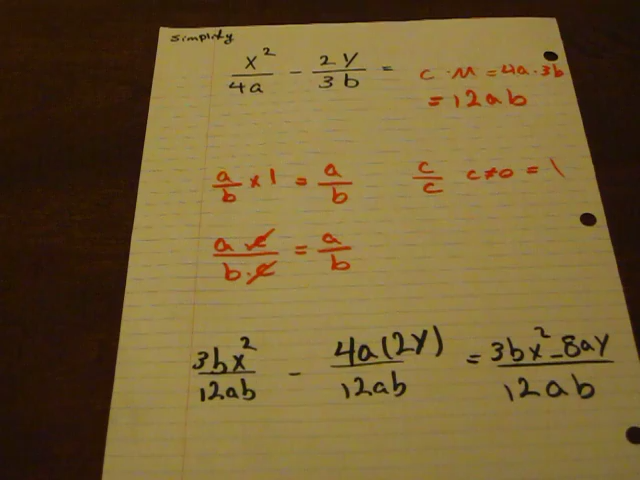 Simplify
x²/4a - 2y/3b =
C·M = 4a·3b
= 12ab
a/b × 1 = a/b
c/c c≠0 = 1
a·c/b·c = a/b
3bx²/12ab - 4a(2y)/12ab = 3bx²-8ay/12ab